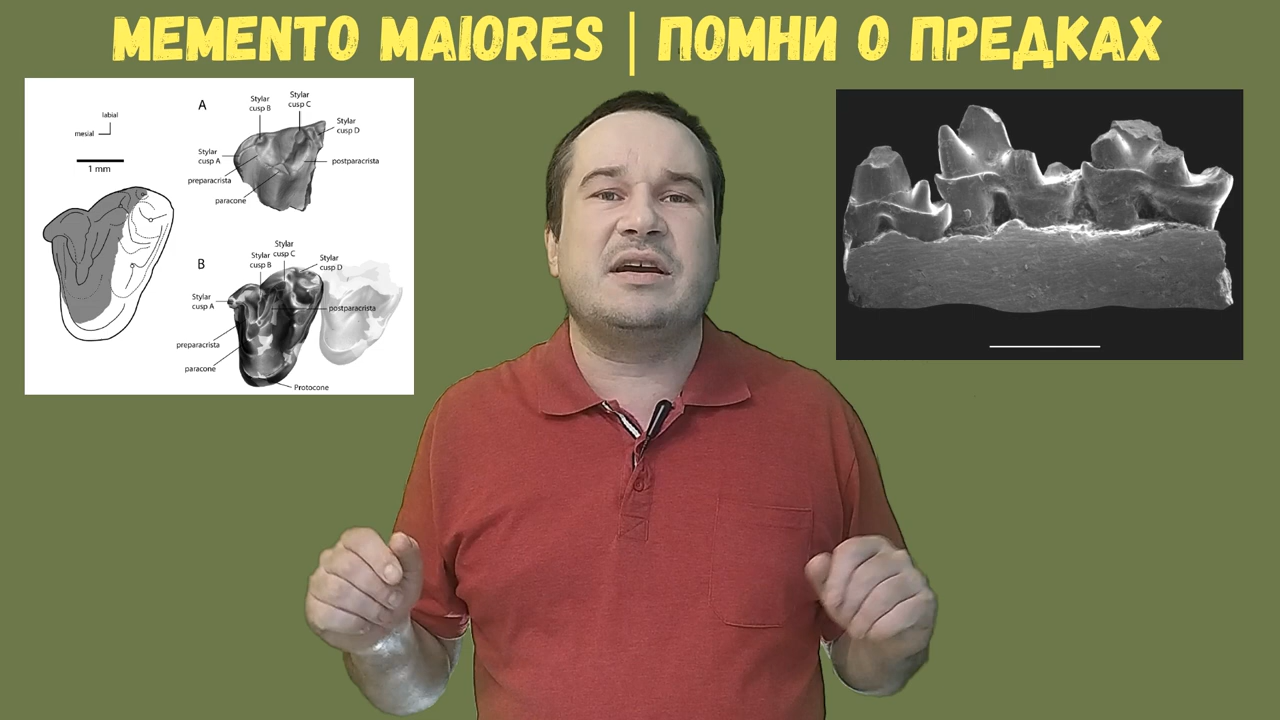 MEMENTO MAIORES | ПОМНИ О ПРЕДКАХ
labial
mesial
1 mm
A
Stylar
cusp B
Stylar
cusp C
Stylar
cusp D
Stylar
cusp A
postparacrista
preparacrista
paracone
B
Stylar
cusp C
Stylar
cusp B
Stylar
cusp D
Stylar
cusp A
postparacrista
preparacrista
paracone
Protocone